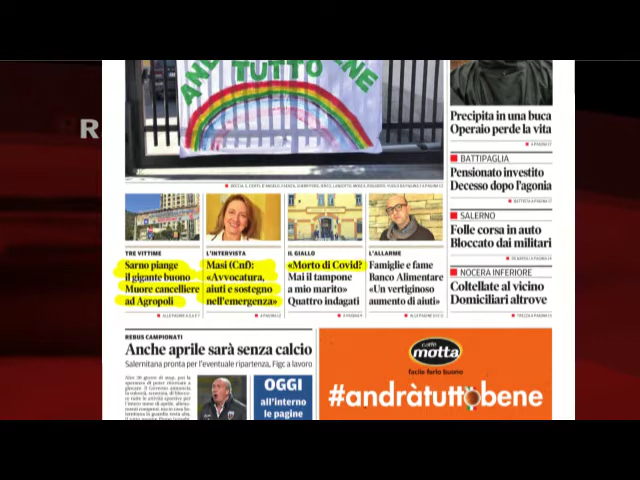 R
TUTTO
Precipita in una buca
Operaio perde la vita
BATTIPAGLIA
Pensionato investito
Decesso dopo l'agonia
SALERNO
Folle corsa in auto
Bloccato dai militari
NOCERA INFERIORE
Coltellate al vicino
Domiciliari altrove
TRE VITTIME
Sarno piange
il gigante buono
Muore cancelliere
ad Agropoli
L'INTERVISTA
Masi (Cnf):
«Avvocatura,
aiuti e sostegno
nell'emergenza»
IL GIALLO
«Morto di Covid?
Mai il tampone
a mio marito»
Quattro indagati
L'ALLARME
Famiglie e fame
Banco Alimentare
«Un vertiginoso
aumento di aiuti»
REBUS CAMPIONATI
Anche aprile sarà senza calcio
Salernitana pronta per l'eventuale ripartenza, Figc a lavoro
OGGI
all'interno
le pagine
caffè
motta
facile farlo buono
#andràtuttobene